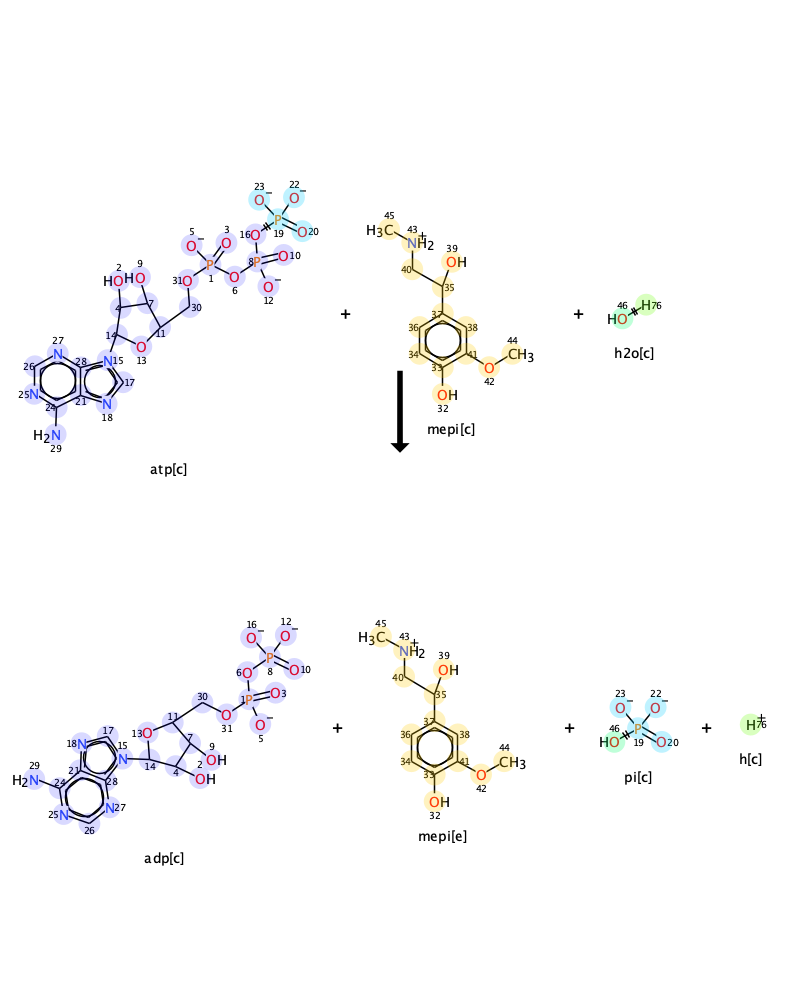 23 O− 22 O−
P 19 O 20
5 O− 3 O 16 O
P 1 O 6 P 8 O 10
O− 12
2 HO 9 HO 31 O 30
4 7 11
14 O 13
27 N 28 N 15
26 17
25 N 24 21 N 18
H2N 29
atp[c]
+
45 H3C 43 NH2+
40 39 OH
35
37
36 38
34 33 41 O 42 44 CH3
OH 32
mepi[c]
+
46 HO H 76
h2o[c]
16 O− 12 O−
6 O P 8 O 10
30 1 P O 3
31 O O− 5
13 O 11 7 9 OH
18 N 17 15 N 14 4 2 OH
29 H2N 24 21 28
25 N 26 N 27
adp[c]
+
45 H3C 43 NH2+
40 39 OH
35
37
36 38
34 33 41 O 42 44 CH3
OH 32
mepi[e]
+
23 O− 22 O−
46 HO P 19 O 20
pi[c]
+
H+ 76
h[c]